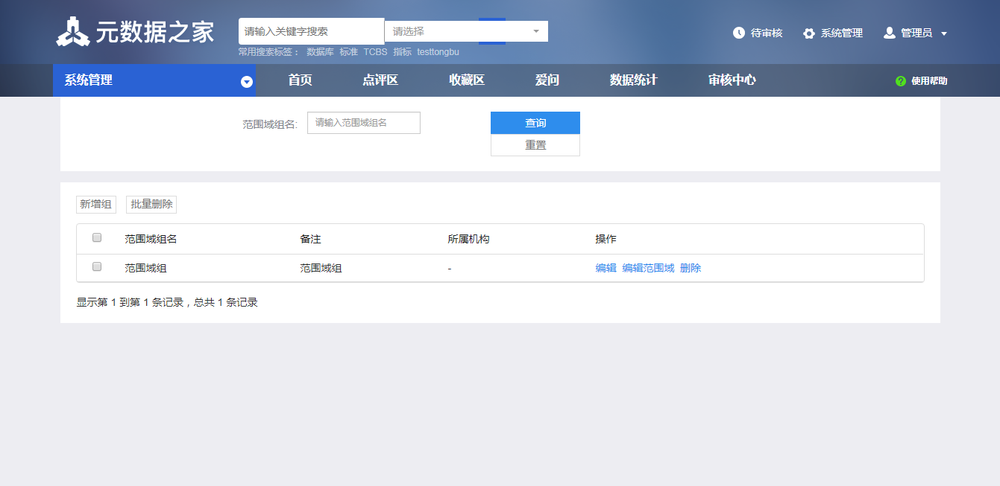 元数据之家
请输入关键字搜索 请选择
常用搜索标签： 数据库 标准 TCBS 指标 testtongbu
待审核 系统管理 管理员
系统管理 首页 点评区 收藏区 爱问 数据统计 审核中心 使用帮助
范围域组名: 请输入范围域组名 查询
重置
新增组 批量删除
范围域组名 备注 所属机构 操作
范围域组 范围域组 - 编辑 编辑范围域 删除
显示第 1 到第 1 条记录，总共 1 条记录